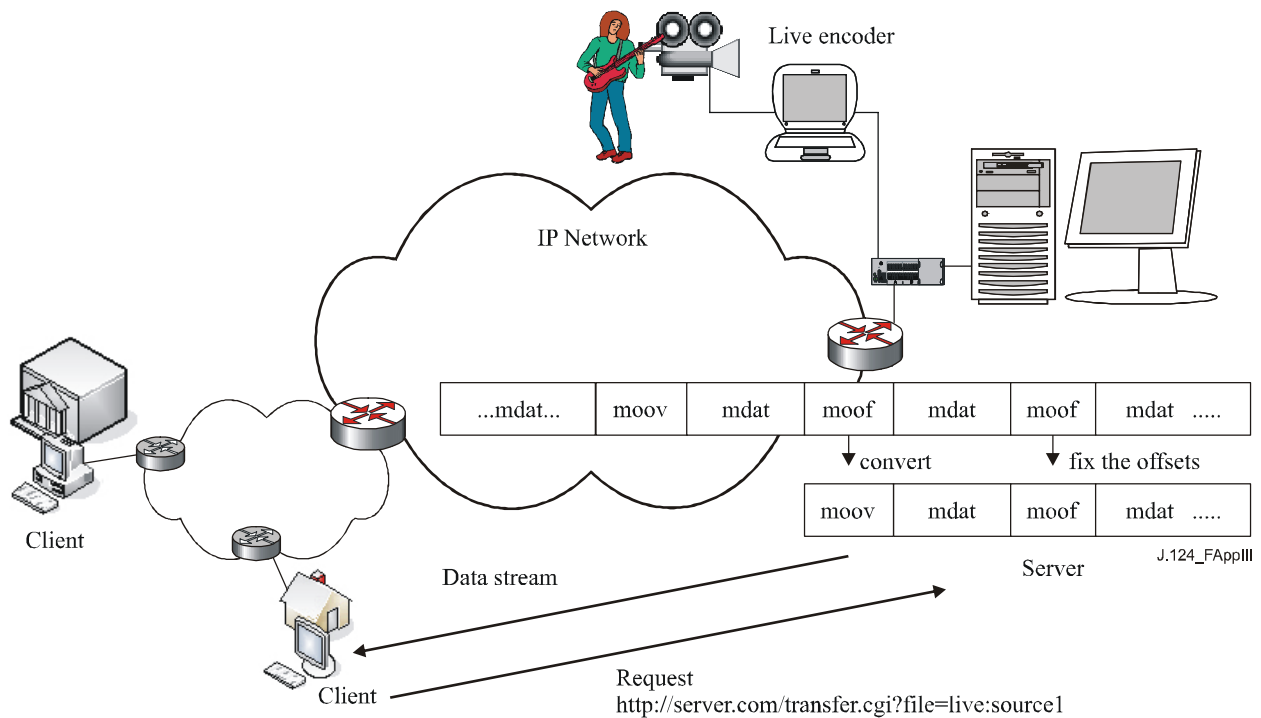 Live encoder
IP Network
...mdat... moov mdat moof mdat moof mdat .....
convert fix the offsets
moov mdat moof mdat .....
Client
J.124_FAppIII
Server
Data stream
Client
Request
http://server.com/transfer.cgi?file=live:source1